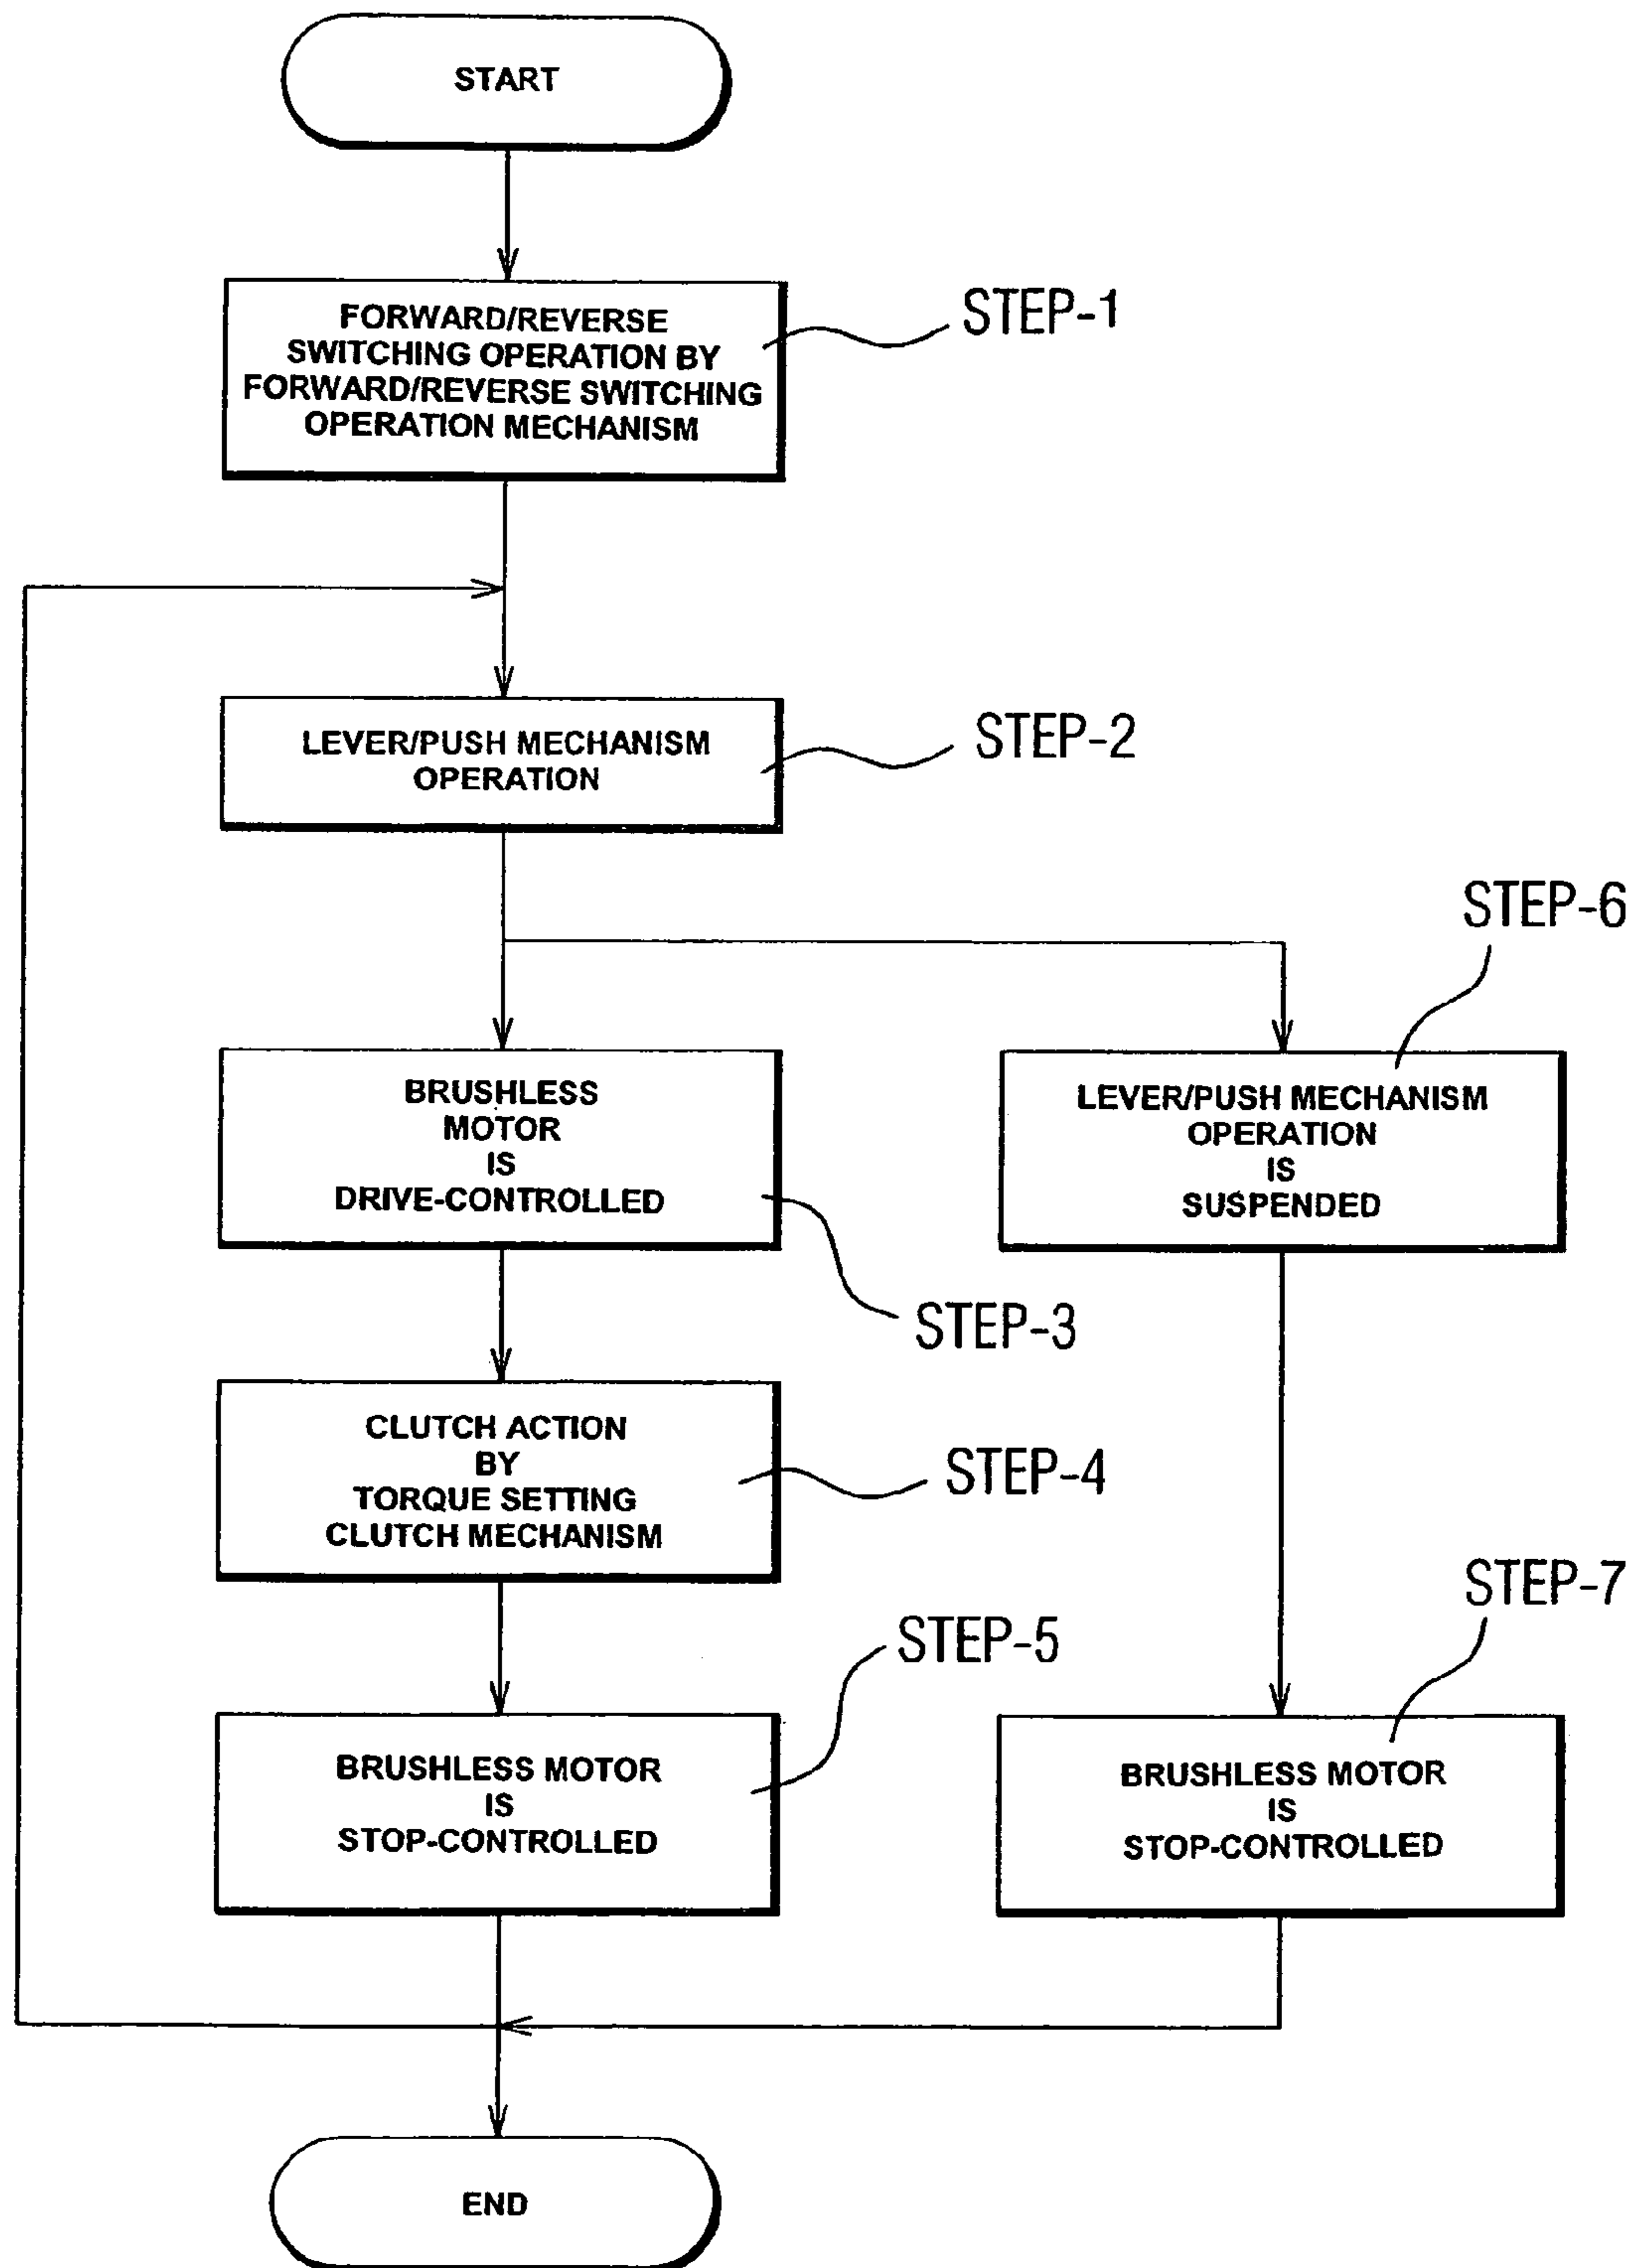 START
FORWARD/REVERSE
SWITCHING OPERATION BY
FORWARD/REVERSE SWITCHING
OPERATION MECHANISM
STEP-1
LEVER/PUSH MECHANISM
OPERATION
STEP-2
BRUSHLESS
MOTOR
IS
DRIVE-CONTROLLED
STEP-3
CLUTCH ACTION
BY
TORQUE SETTING
CLUTCH MECHANISM
STEP-4
BRUSHLESS MOTOR
IS
STOP-CONTROLLED
STEP-5
STEP-6
LEVER/PUSH MECHANISM
OPERATION
IS
SUSPENDED
STEP-7
BRUSHLESS MOTOR
IS
STOP-CONTROLLED
END